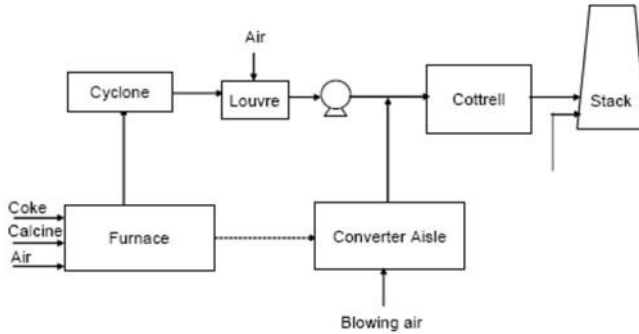 Air
Cyclone
Louvre
Cottrell
Stack
Coke
Calcine
Air
Furnace
Converter Aisle
Blowing air